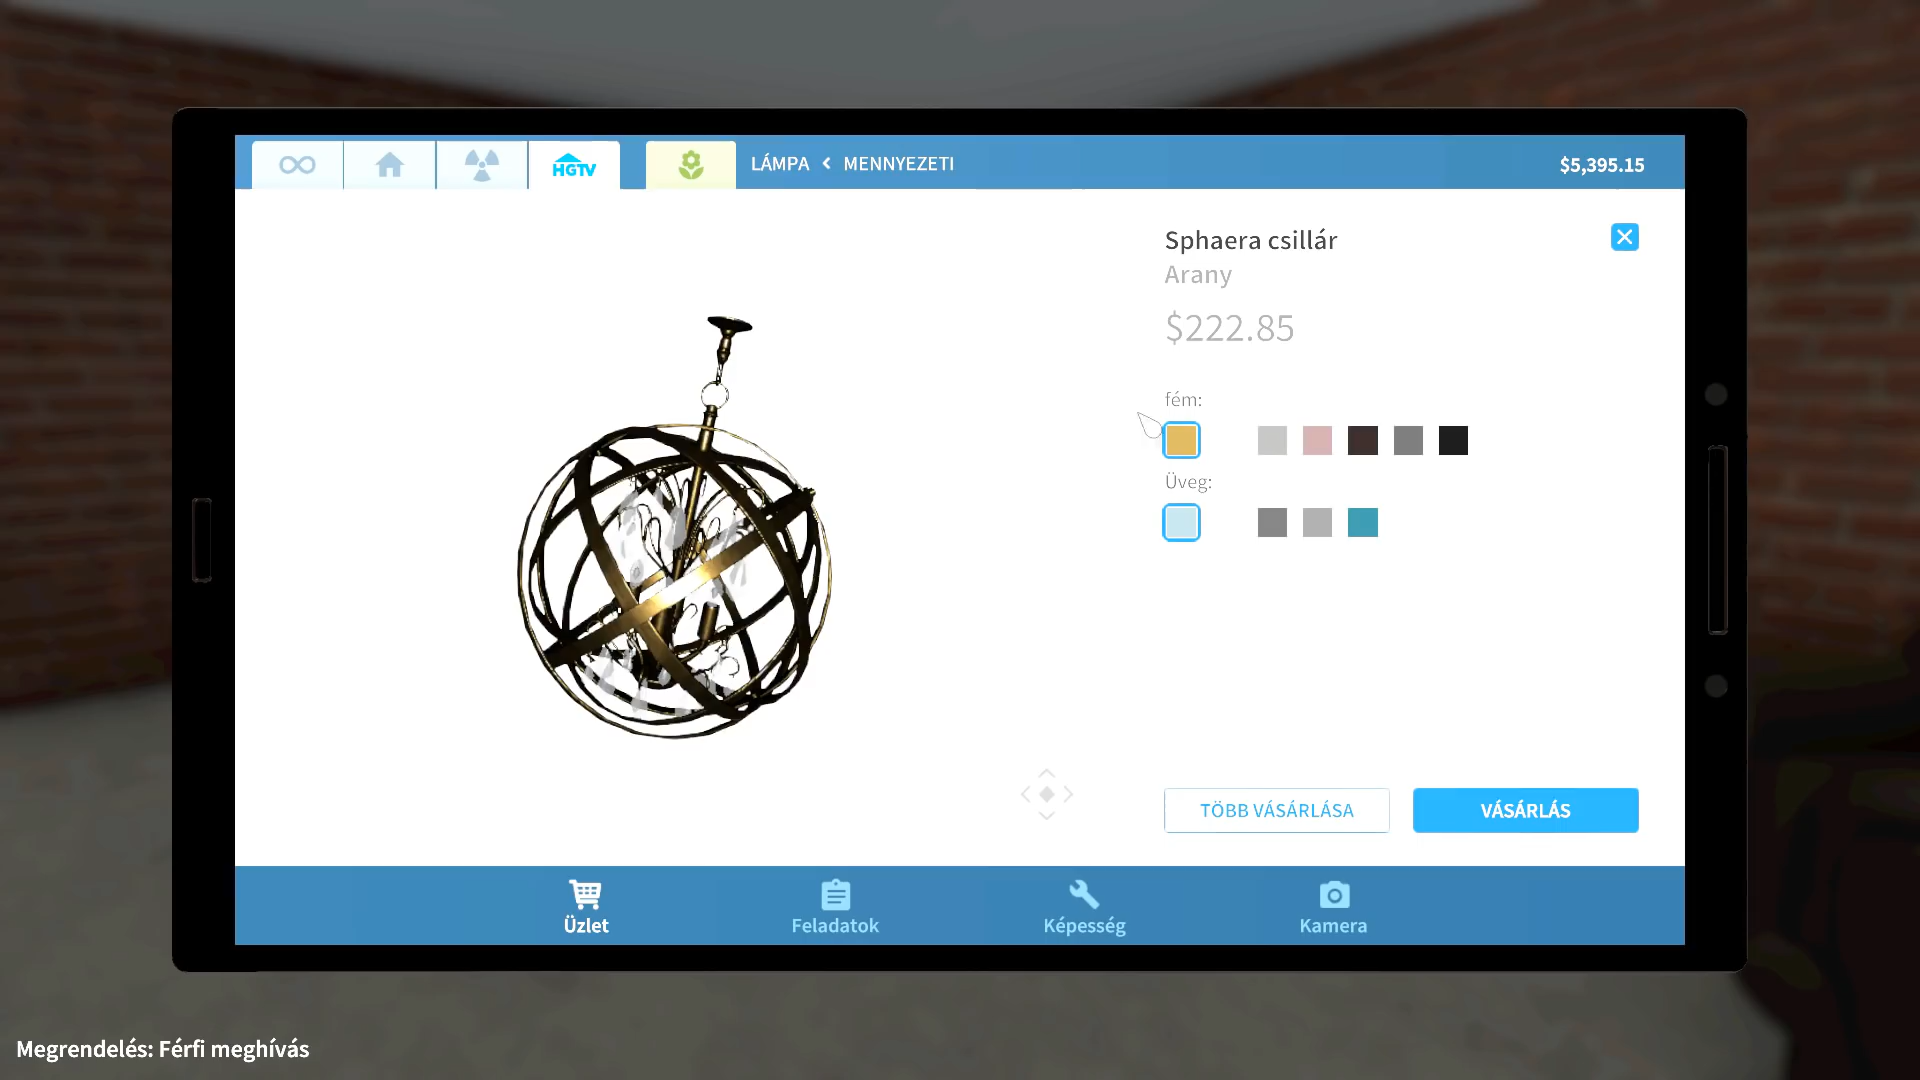 HGTV
LÁMPA < MENNYEZETI
$5,395.15
Sphaera csillár
Arany
$222.85
fém:
Üveg:
TÖBB VÁSÁRLÁSA
VÁSÁRLÁS
Üzlet
Feladatok
Képesség
Kamera
Megrendelés: Férfi meghívás